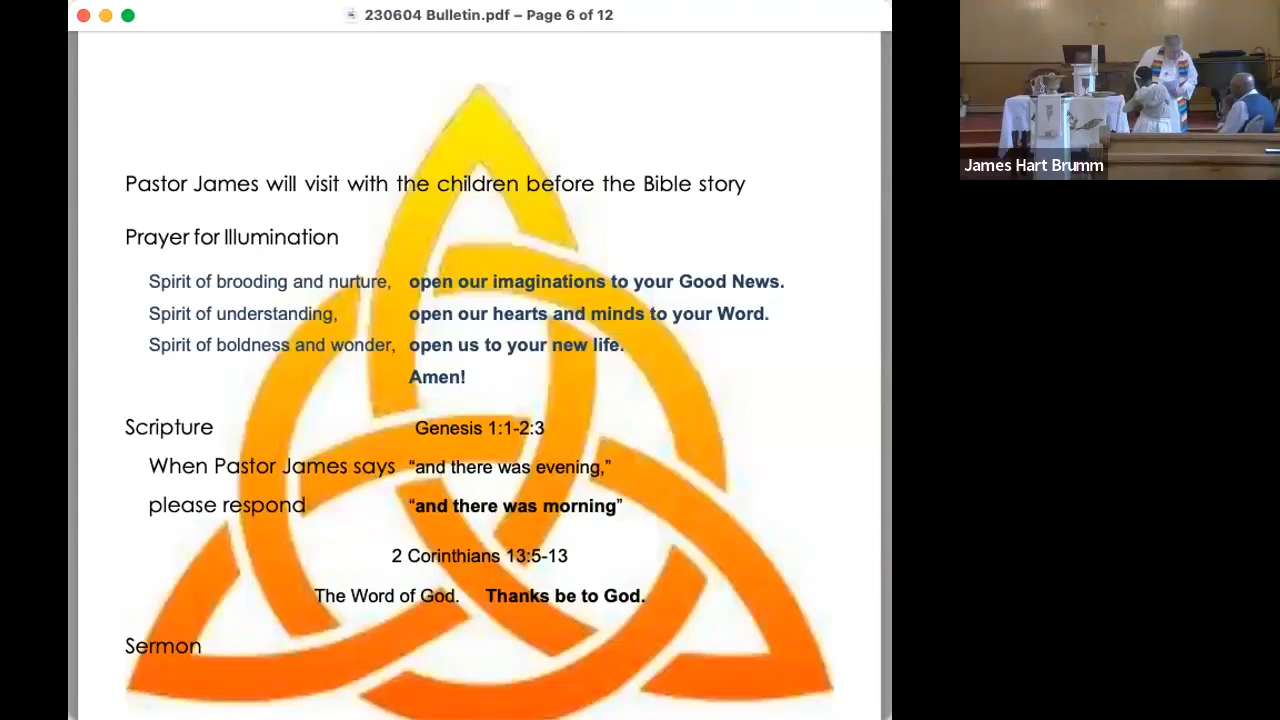 230604 Bulletin.pdf – Page 6 of 12
Pastor James will visit with the children before the Bible story
Prayer for Illumination
Spirit of brooding and nurture, open our imaginations to your Good News.
Spirit of understanding, open our hearts and minds to your Word.
Spirit of boldness and wonder, open us to your new life.
Amen!
Scripture Genesis 1:1-2:3
When Pastor James says “and there was evening,”
please respond “and there was morning”
2 Corinthians 13:5-13
The Word of God. Thanks be to God.
Sermon
James Hart Brumm